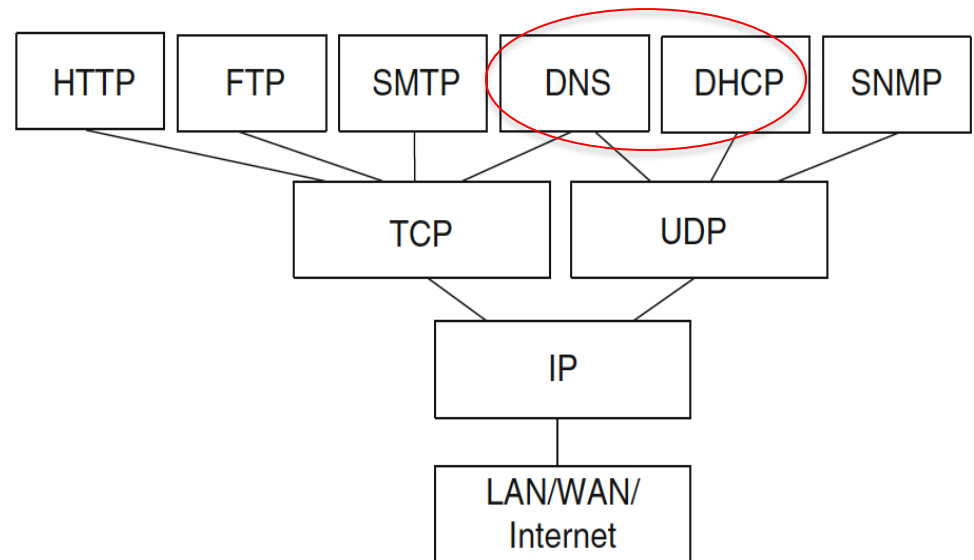 HTTP
FTP
SMTP
DNS
DHCP
SNMP
TCP
UDP
IP
LAN/WAN/
Internet